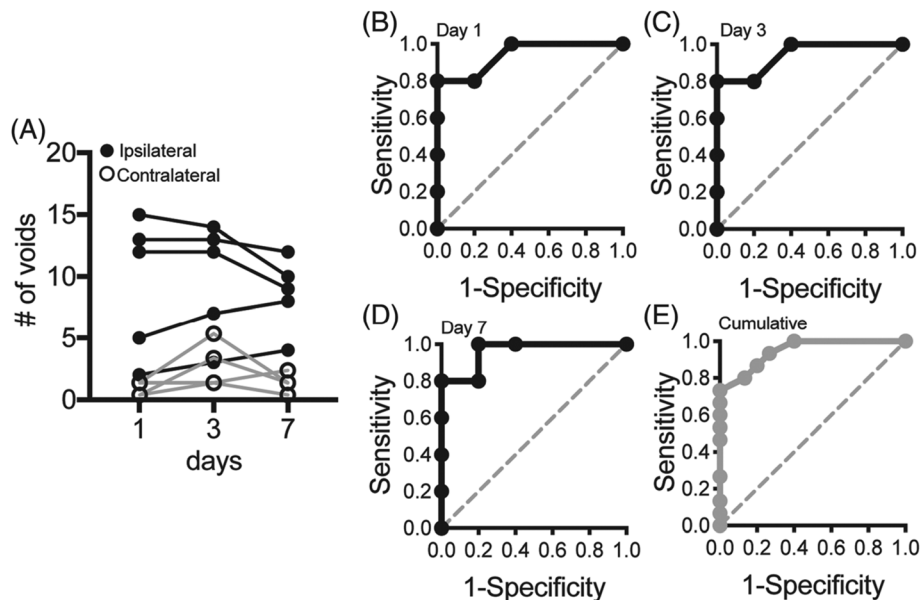 (A)
20
15
10
5
0
# of voids
Ipsilateral
Contralateral
1 3 7
days
(B)
Day 1
1.0
0.8
0.6
0.4
0.2
0.0
Sensitivity
0.0 0.2 0.4 0.6 0.8 1.0
1-Specificity
(C)
Day 3
1.0
0.8
0.6
0.4
0.2
0.0
Sensitivity
0.0 0.2 0.4 0.6 0.8 1.0
1-Specificity
(D)
Day 7
1.0
0.8
0.6
0.4
0.2
0.0
Sensitivity
0.0 0.2 0.4 0.6 0.8 1.0
1-Specificity
(E)
Cumulative
1.0
0.8
0.6
0.4
0.2
0.0
Sensitivity
0.0 0.2 0.4 0.6 0.8 1.0
1-Specificity